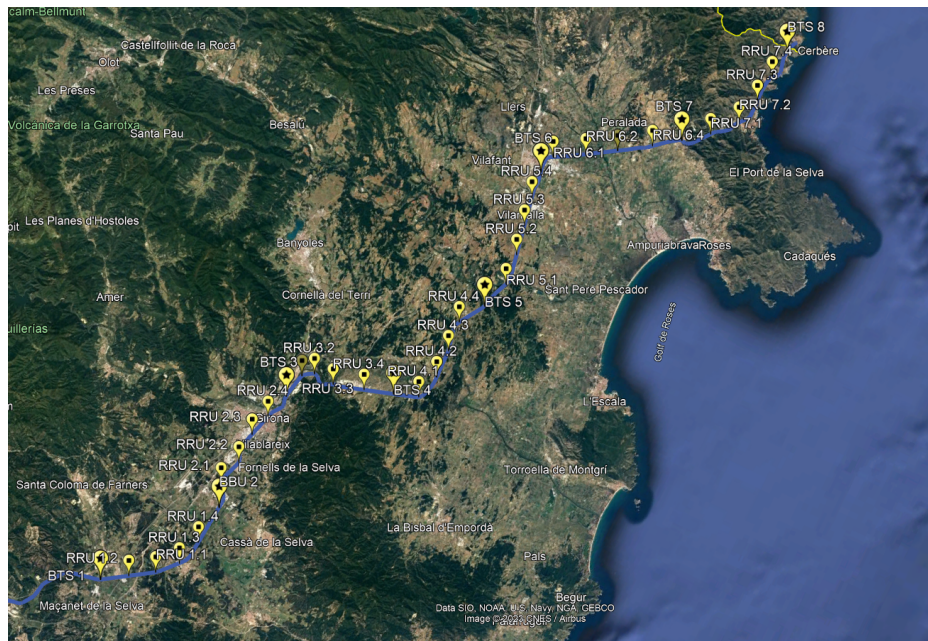 calm-Bellmunt
BTS 8
Castellfollit de la Roca
Cerbère
RRU 7.4
Olot
RRU 7.3
Les Preses
Llers
BTS 7
RRU 7.2
Volcànica de la Garrotxa
Besalú
Peralada
Santa Pau
RRU 7.1
BTS 6
RRU 6.2
RRU 6.4
RRU 6.1
Vilafant
RRU 5.4
El Port de la Selva
RRU 5.3
Les Planes d'Hostoles
RRU 5.2
Banyoles
Ampuriabrava
Roses
Cadaqués
RRU 5.1
Sant Pere Pescador
Amer
Cornellà del Terri
RRU 4.4
BTS 5
RRU 4.3
uillerías
Golf de Roses
RRU 3.2
RRU 4.2
BTS 3
RRU 3.4
RRU 4.1
RRU 3.3
BTS 4
RRU 2.4
L'Escala
RRU 2.3
Girona
RRU 2.2
RRU 2.1
Fornells de la Selva
Torroella de Montgrí
BBU 2
Santa Coloma de Farners
RRU 1.4
La Bisbal d'Empordà
RRU 1.3
Cassà de la Selva
RRU 1.1
Pals
BTS 1
Begur
Maçanet de la Selva
Data SIO, NOAA, U.S. Navy, NGA, GEBCO
Image © 2023 CNES / Airbus